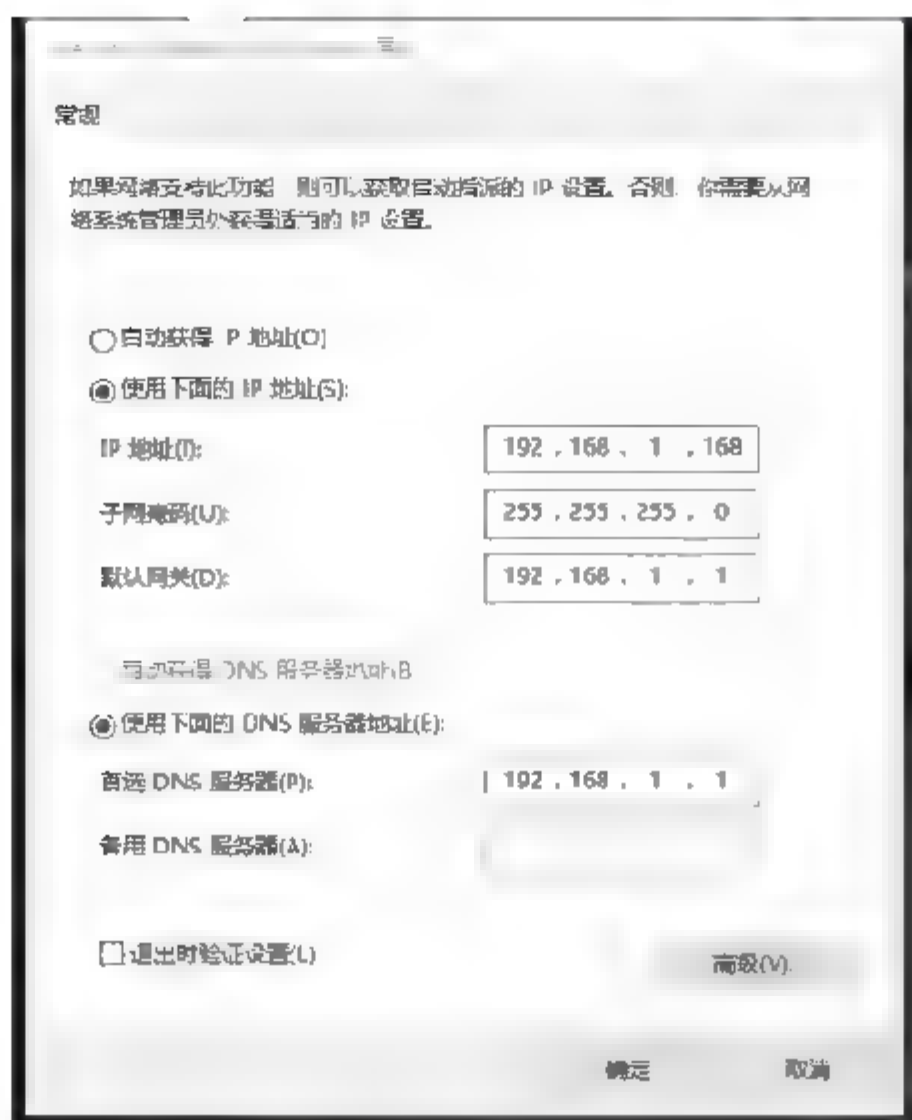 常规
如果网络支持此功能 则可以获取自动指派的 IP 设置。否则 你需要从网
络系统管理员处获得适当的 IP 设置。
自动获得 IP 地址(O)
使用下面的 IP 地址(S):
IP 地址(I): 192 . 168 . 1 . 168
子网掩码(U): 255 . 255 . 255 . 0
默认网关(D): 192 . 168 . 1 . 1
自动获得 DNS 服务器地址(B
使用下面的 DNS 服务器地址(E):
首选 DNS 服务器(P): 192 . 168 . 1 . 1
备用 DNS 服务器(A):
退出时验证设置(L)
高级(V)
确定 取消